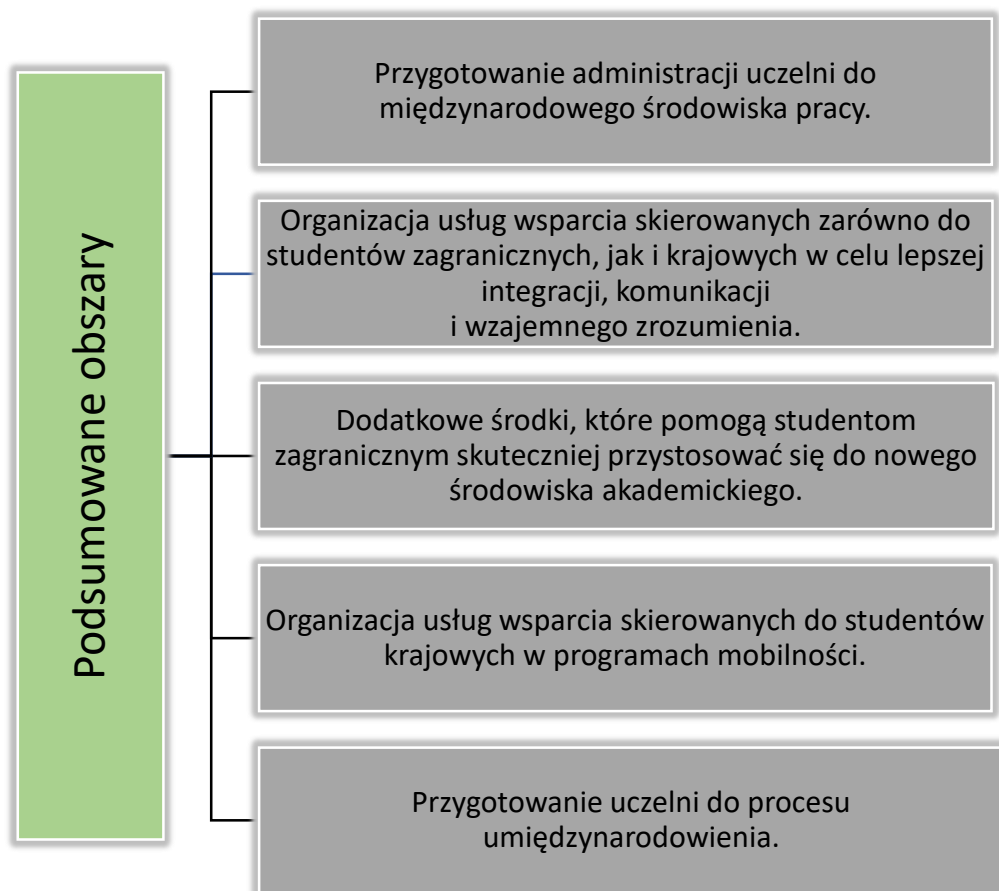 Podsumowane obszary
Przygotowanie administracji uczelni do
międzynarodowego środowiska pracy.
Organizacja usług wsparcia skierowanych zarówno do
studentów zagranicznych, jak i krajowych w celu lepszej
integracji, komunikacji
i wzajemnego zrozumienia.
Dodatkowe środki, które pomogą studentom
zagranicznym skuteczniej przystosować się do nowego
środowiska akademickiego.
Organizacja usług wsparcia skierowanych do studentów
krajowych w programach mobilności.
Przygotowanie uczelni do procesu
umiędzynarodowienia.